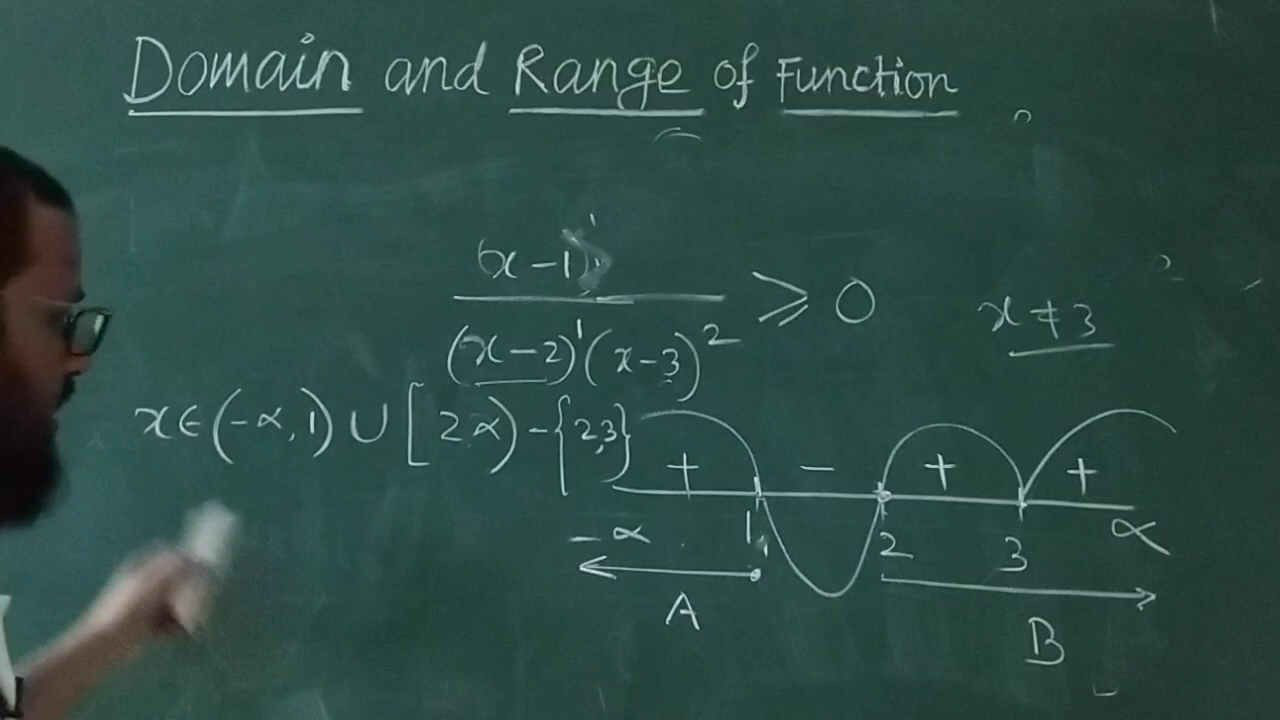 Domain and Range of Function
(x-1)¹
(x-2)¹(x-3)²
⩾ 0
x ≠ 3
x∈(-∝,1) ∪ [2 ∝) - {2,3}
+ - + +
-∝ 1 2 3 ∝
A B